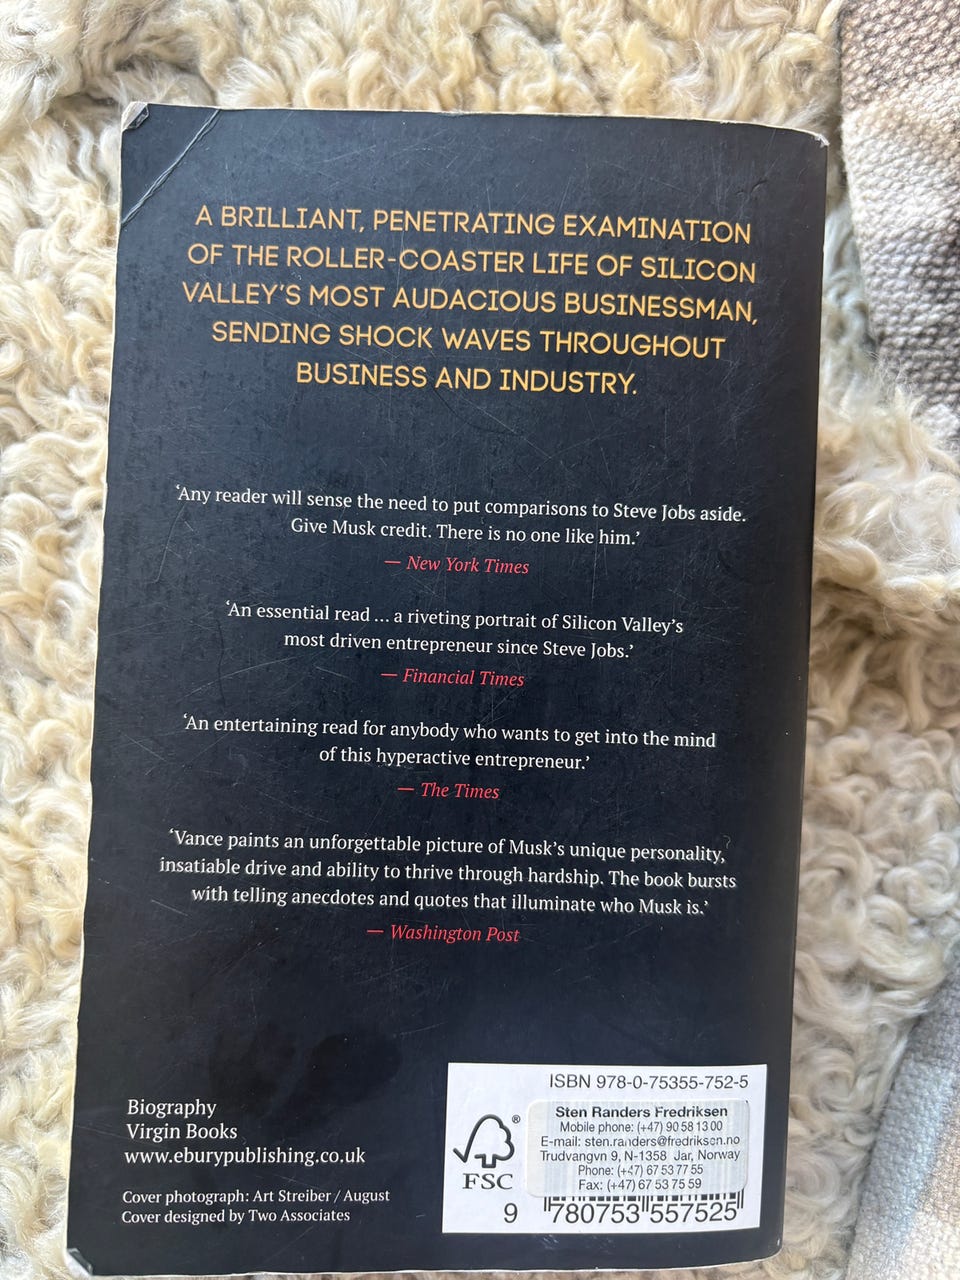 A BRILLIANT, PENETRATING EXAMINATION
OF THE ROLLER-COASTER LIFE OF SILICON
VALLEY'S MOST AUDACIOUS BUSINESSMAN,
SENDING SHOCK WAVES THROUGHOUT
BUSINESS AND INDUSTRY.
‘Any reader will sense the need to put comparisons to Steve Jobs aside.
Give Musk credit. There is no one like him.’
— New York Times
‘An essential read ... a riveting portrait of Silicon Valley's
most driven entrepreneur since Steve Jobs.’
— Financial Times
‘An entertaining read for anybody who wants to get into the mind
of this hyperactive entrepreneur.’
— The Times
‘Vance paints an unforgettable picture of Musk's unique personality,
insatiable drive and ability to thrive through hardship. The book bursts
with telling anecdotes and quotes that illuminate who Musk is.’
— Washington Post
Biography
Virgin Books
www.eburypublishing.co.uk
Cover photograph: Art Streiber / August
Cover designed by Two Associates
ISBN 978-0-75355-752-5
Sten Randers Fredriksen
Mobile phone: (+47) 90 58 13 00
E-mail: sten.randers@fredriksen.no
Trudvangvn 9, N-1358 Jar, Norway
Phone: (+47) 67 53 77 55
Fax: (+47) 67 53 75 59
FSC®
9 780753 557525